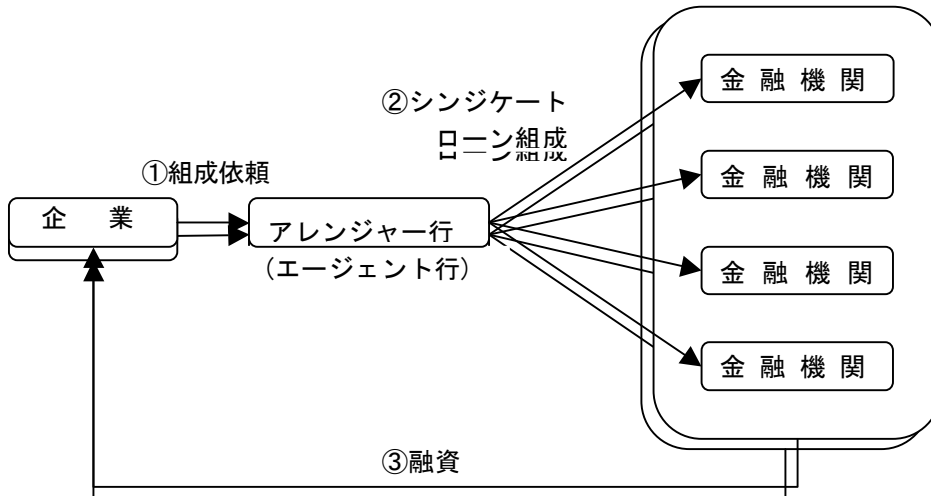 ②シンジケート
ローン組成
①組成依頼
企 業
アレンジャー行
（エージェント行）
金 融 機 関
金 融 機 関
金 融 機 関
金 融 機 関
③融資